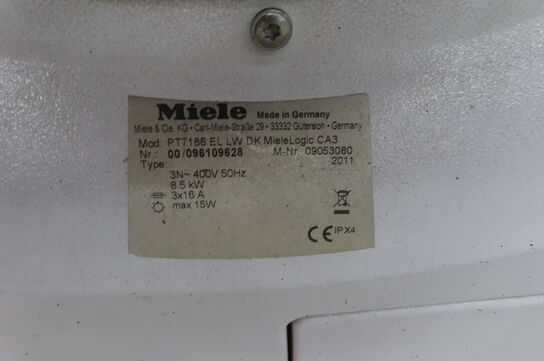 Miele Made in Germany
Miele & Cie. KG · Carl-Miele-Straße 29 · 33332 Gütersloh · Germany
Mod: PT7186 EL LW DK MieleLogic CA3
Nr 00/096109628 M-Nr. 09053080
Type: 2011
3N~ 400V 50Hz
8.5 kW
3x16 A
max 15W
CE IPX4